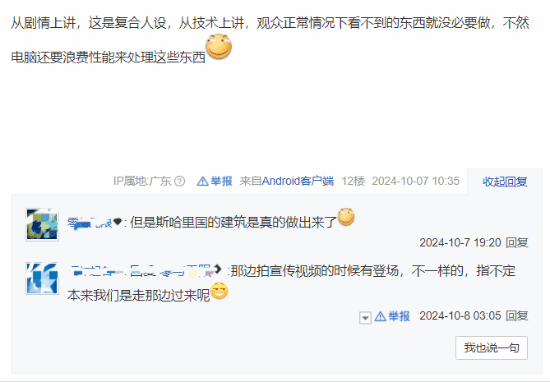 从剧情上讲，这是复合人设，从技术上讲，观众正常情况下看不到的东西就没必要做，不然
电脑还要浪费性能来处理这些东西
IP属地:广东 举报 来自Android客户端 12楼 2024-10-07 10:35 收起回复
: 但是斯哈里国的建筑是真的做出来了
2024-10-7 19:20 回复
:那边拍宣传视频的时候有登场，不一样的，指不定
本来我们是走那边过来呢
举报 2024-10-8 03:05 回复
我也说一句